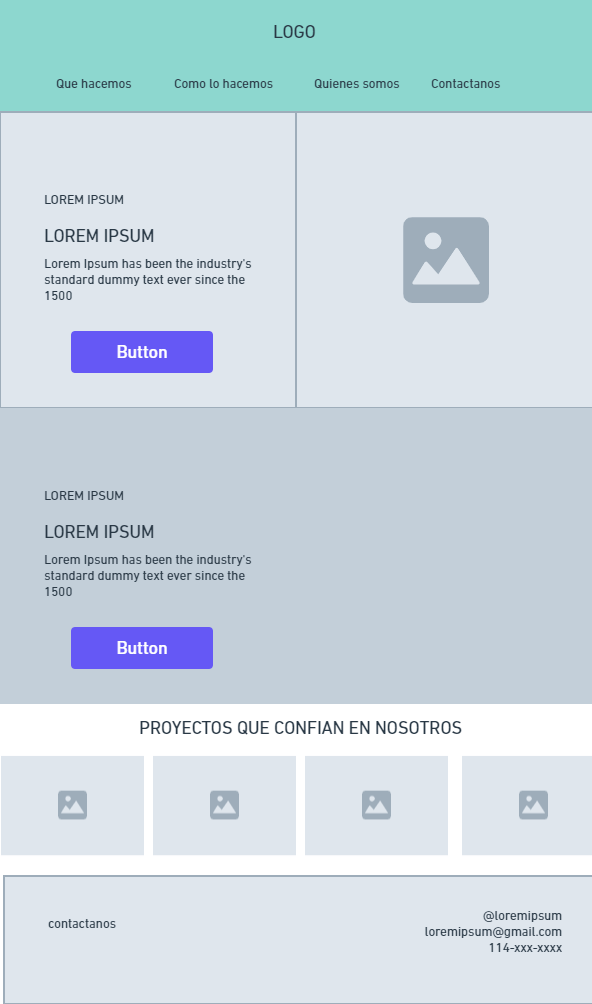 LOGO
Que hacemos Como lo hacemos Quienes somos Contactanos
LOREM IPSUM
LOREM IPSUM
Lorem Ipsum has been the industry's
standard dummy text ever since the
1500
Button
LOREM IPSUM
LOREM IPSUM
Lorem Ipsum has been the industry's
standard dummy text ever since the
1500
Button
PROYECTOS QUE CONFIAN EN NOSOTROS
contactanos
@loremipsum
loremipsum@gmail.com
114-xxx-xxxx